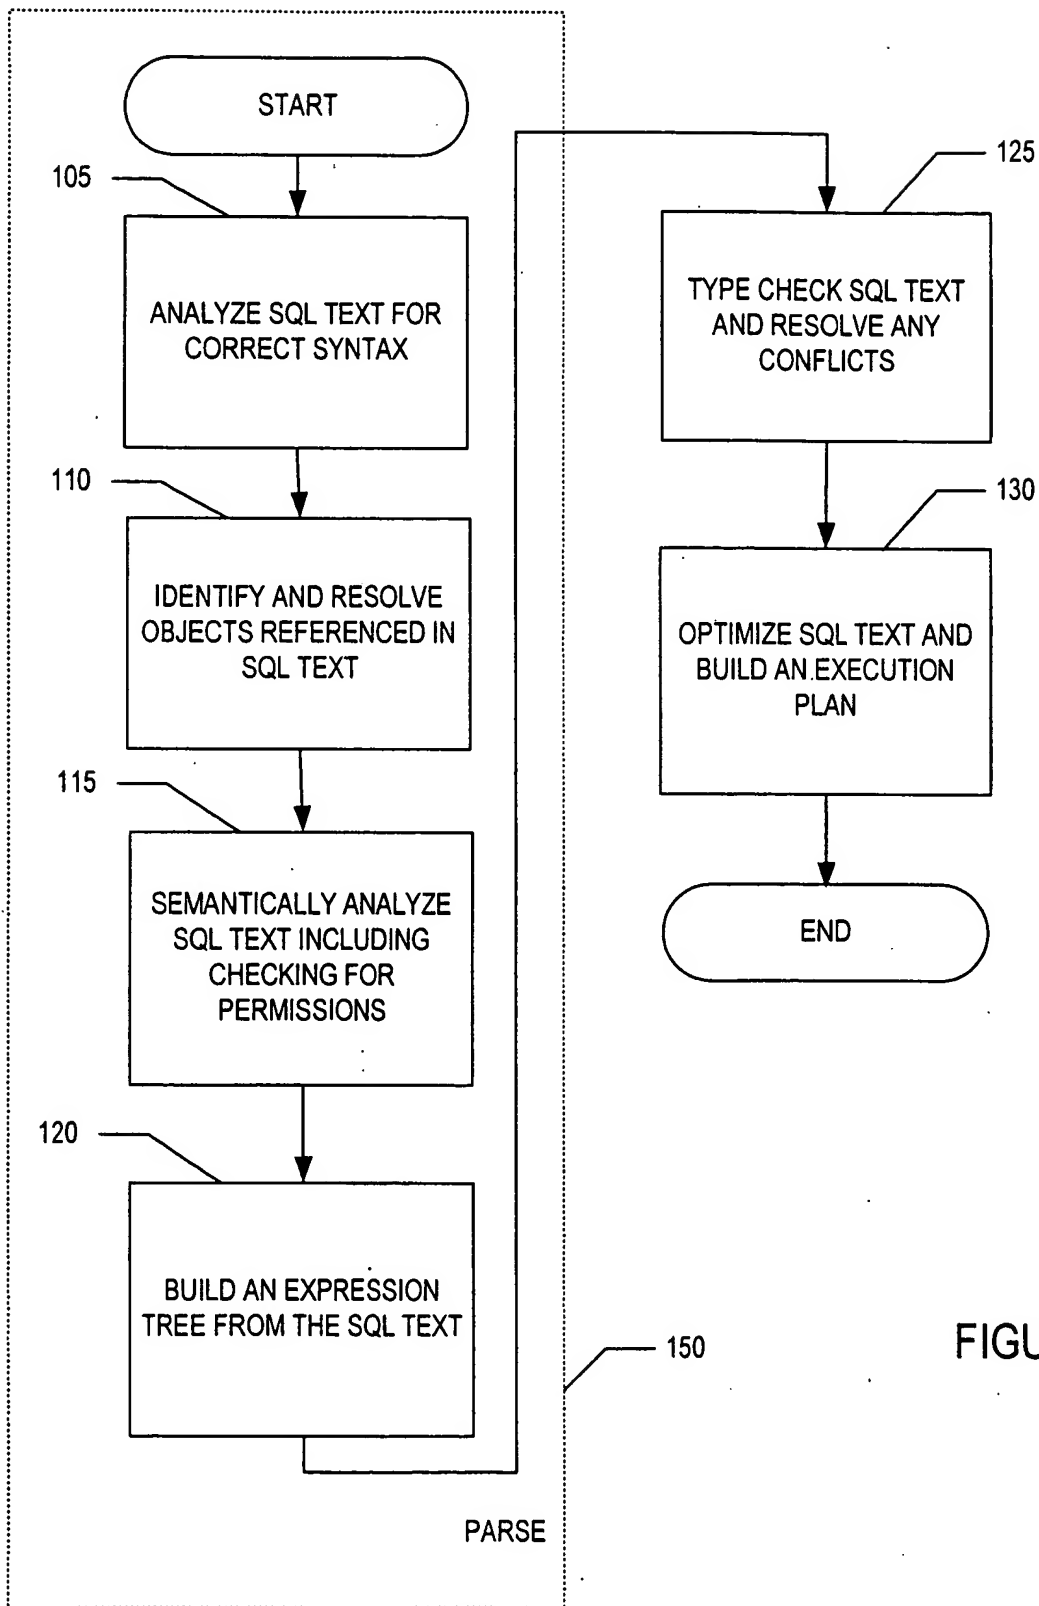 START
105
ANALYZE SQL TEXT FOR
CORRECT SYNTAX
110
IDENTIFY AND RESOLVE
OBJECTS REFERENCED IN
SQL TEXT
115
SEMANTICALLY ANALYZE
SQL TEXT INCLUDING
CHECKING FOR
PERMISSIONS
120
BUILD AN EXPRESSION
TREE FROM THE SQL TEXT
PARSE
150
125
TYPE CHECK SQL TEXT
AND RESOLVE ANY
CONFLICTS
130
OPTIMIZE SQL TEXT AND
BUILD AN EXECUTION
PLAN
END